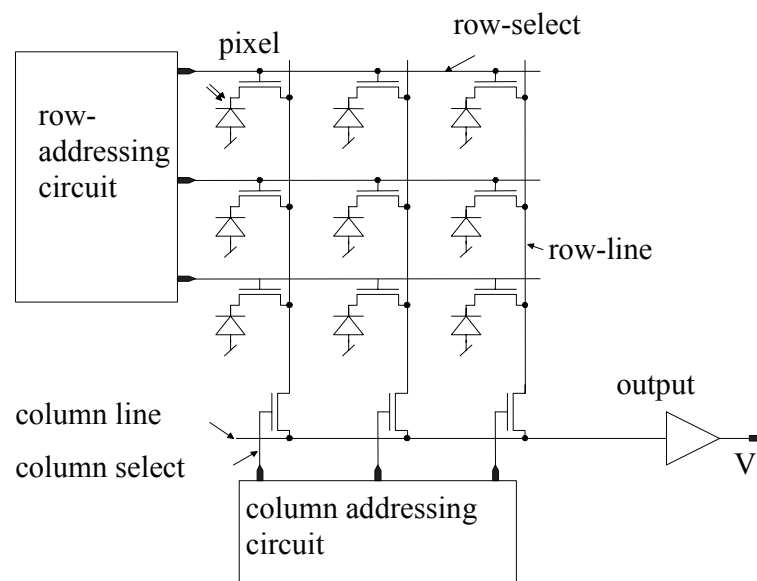 pixel
row-select
row-
addressing
circuit
row-line
output
column line
V
column select
column addressing
circuit